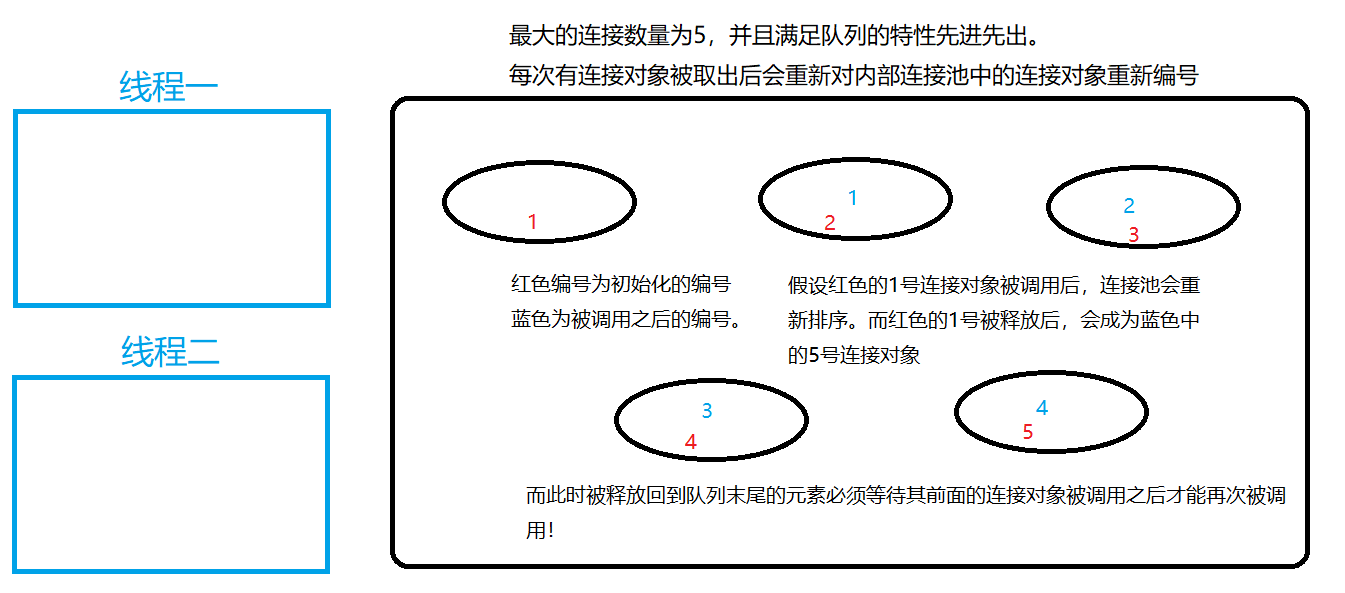 最大的连接数量为5，并且满足队列的特性先进先出。
每次有连接对象被取出后会重新对内部连接池中的连接对象重新编号
线程一
1
1
2
2
3
红色编号为初始化的编号
蓝色为被调用之后的编号。
假设红色的1号连接对象被调用后，连接池会重
新排序。而红色的1号被释放后，会成为蓝色中
的5号连接对象
线程二
3
4
4
5
而此时被释放回到队列末尾的元素必须等待其前面的连接对象被调用之后才能再次被调
用！